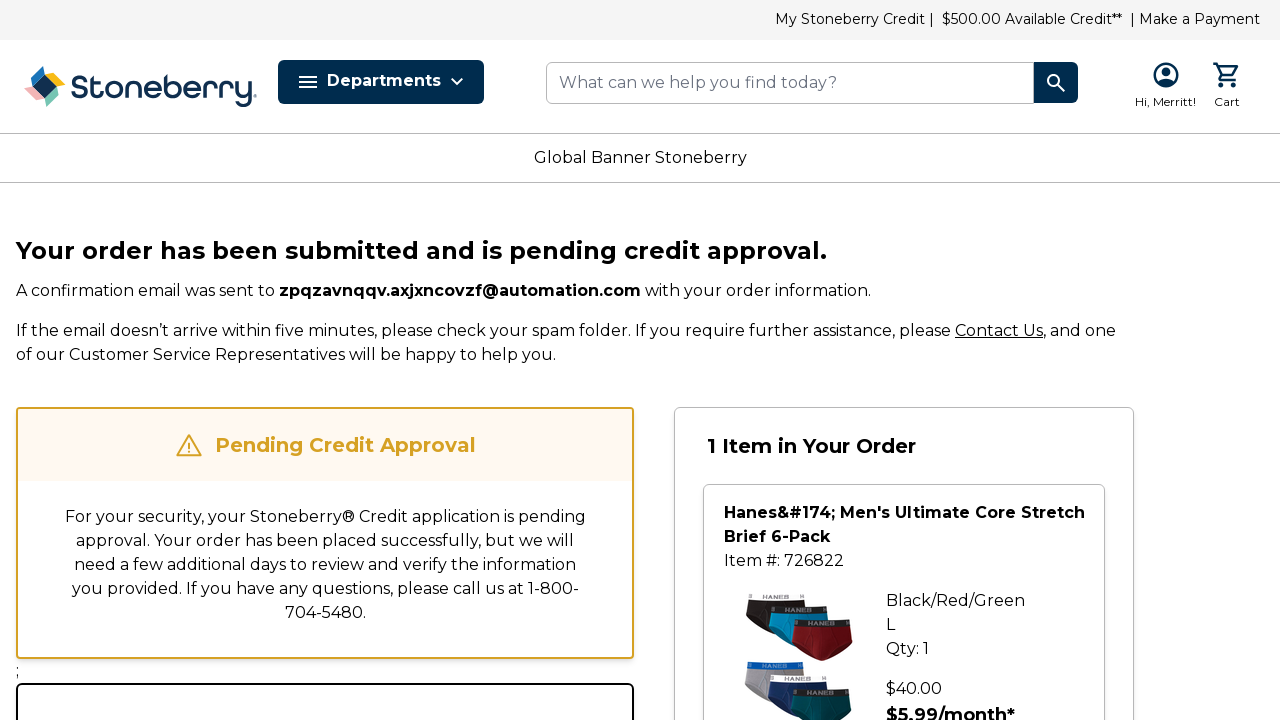 My Stoneberry Credit | $500.00 Available Credit** | Make a Payment
Stoneberry
Departments
What can we help you find today?
Hi, Merritt!
Cart
Global Banner Stoneberry
Your order has been submitted and is pending credit approval.
A confirmation email was sent to zpqzavnqqv.axjxncovzf@automation.com with your order information.
If the email doesn’t arrive within five minutes, please check your spam folder. If you require further assistance, please Contact Us, and one
of our Customer Service Representatives will be happy to help you.
Pending Credit Approval
For your security, your Stoneberry® Credit application is pending
approval. Your order has been placed successfully, but we will
need a few additional days to review and verify the information
you provided. If you have any questions, please call us at 1-800-
704-5480.
;
1 Item in Your Order
Hanes&#174; Men's Ultimate Core Stretch
Brief 6-Pack
Item #: 726822
HANES
HANES
HANES
HANES
HANES
HANES
Black/Red/Green
L
Qty: 1
$40.00
$5.99/month*